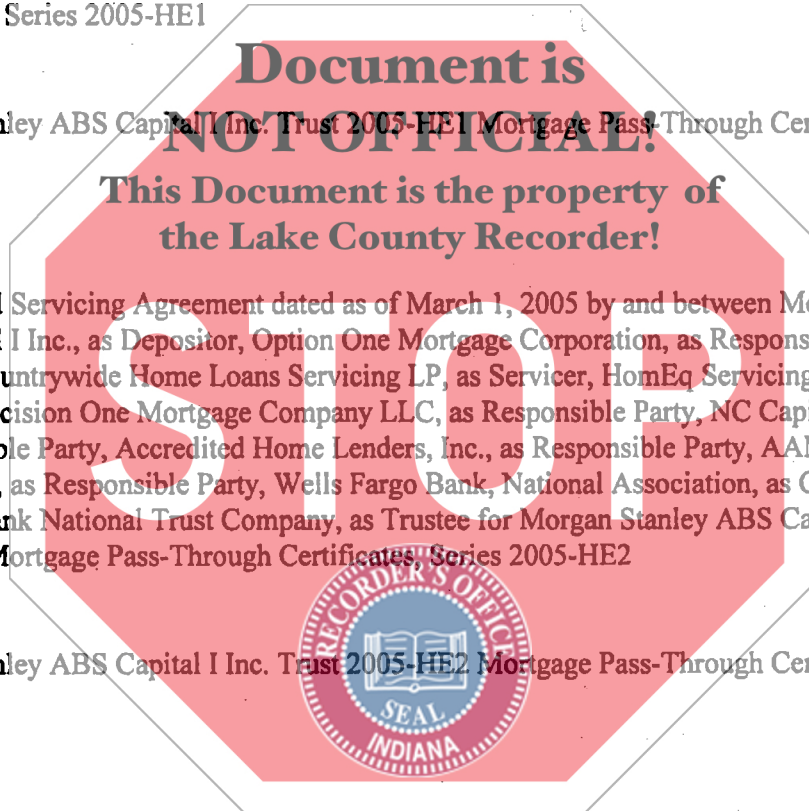 Series 2005-HE1
Document is
NOT OFFICIAL!
ley ABS Capital I Inc. Trust 2005-HE1 Mortgage Pass-Through Cer
This Document is the property of
the Lake County Recorder!
Servicing Agreement dated as of March 1, 2005 by and between M
I Inc., as Depositor, Option One Mortgage Corporation, as Respons
untrywide Home Loans Servicing LP, as Servicer, HomEq Servicing
cision One Mortgage Company LLC, as Responsible Party, NC Cap
le Party, Accredited Home Lenders, Inc., as Responsible Party, AA
, as Responsible Party, Wells Fargo Bank, National Association, as C
nk National Trust Company, as Trustee for Morgan Stanley ABS Ca
ortgage Pass-Through Certificates, Series 2005-HE2
STOP
ley ABS Capital I Inc. Trust 2005-HE2 Mortgage Pass-Through Cer
RECORDER'S OFFICE
SEAL
INDIANA